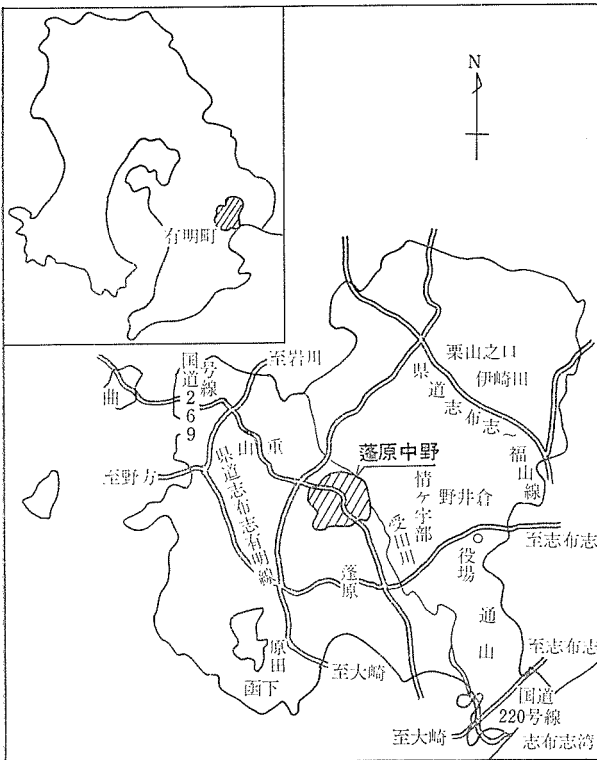 有明町
N
至岩川
国道269号線
曲
山重
至野方
県道志布志有明線
栗山之口
伊崎田
県道志布志～福山線
蓬原中野
情ヶ宇部
野井倉
受田川
役場
至志布志
蓬原
通山
至志布志
原田
函下
至大崎
国道
220号線
至大崎
志布志湾